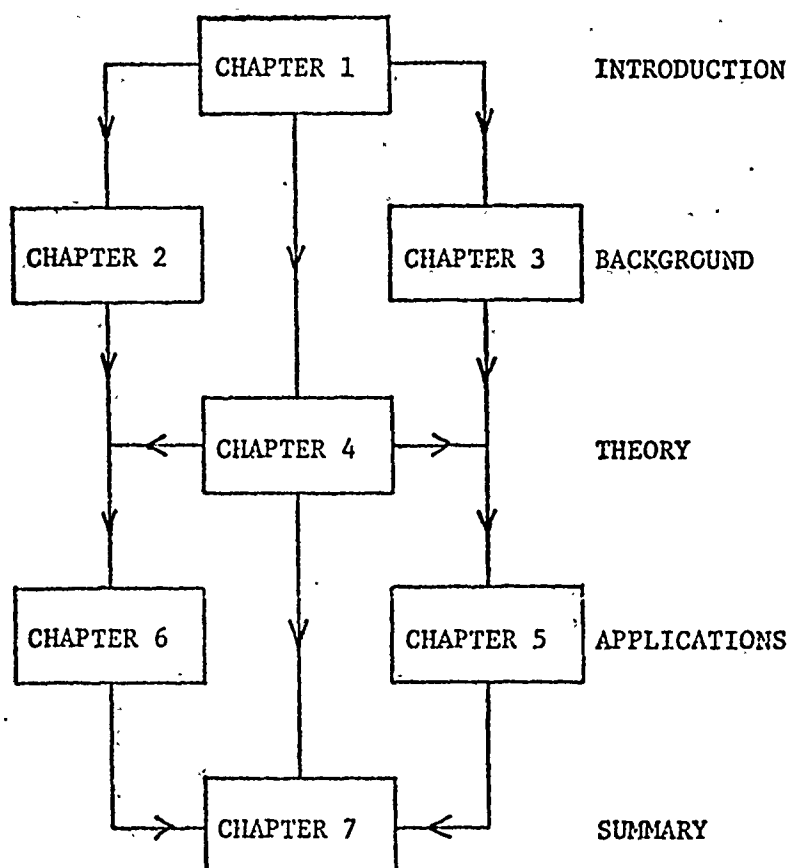 CHAPTER 1 INTRODUCTION
CHAPTER 2 CHAPTER 3 BACKGROUND
CHAPTER 4 THEORY
CHAPTER 6 CHAPTER 5 APPLICATIONS
CHAPTER 7 SUMMARY